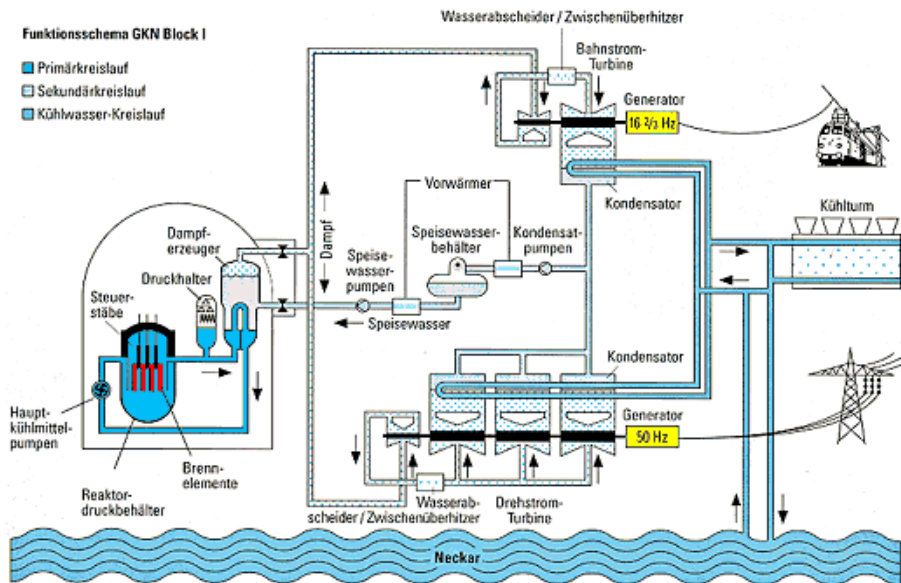 Funktionsschema GKN Block I
Primärkreislauf
Sekundärkreislauf
Kühlwasser-Kreislauf
Wasserabscheider / Zwischenüberhitzer
Bahnstrom-
Turbine
Generator
16 2/3 Hz
Kondensator
Kühlturm
Vorwärmer
Dampf
Speisewasser-
behälter
Kondensat-
pumpen
Speise-
wasser-
pumpen
Speisewasser
Dampf-
erzeuger
Druckhalter
Steuer-
stäbe
Haupt-
kühlmittel-
pumpen
Reaktor-
druckbehälter
Brenn-
elemente
Kondensator
Generator
50 Hz
Wasserab-
scheider / Zwischenüberhitzer
Drehstrom-
Turbine
Neckar